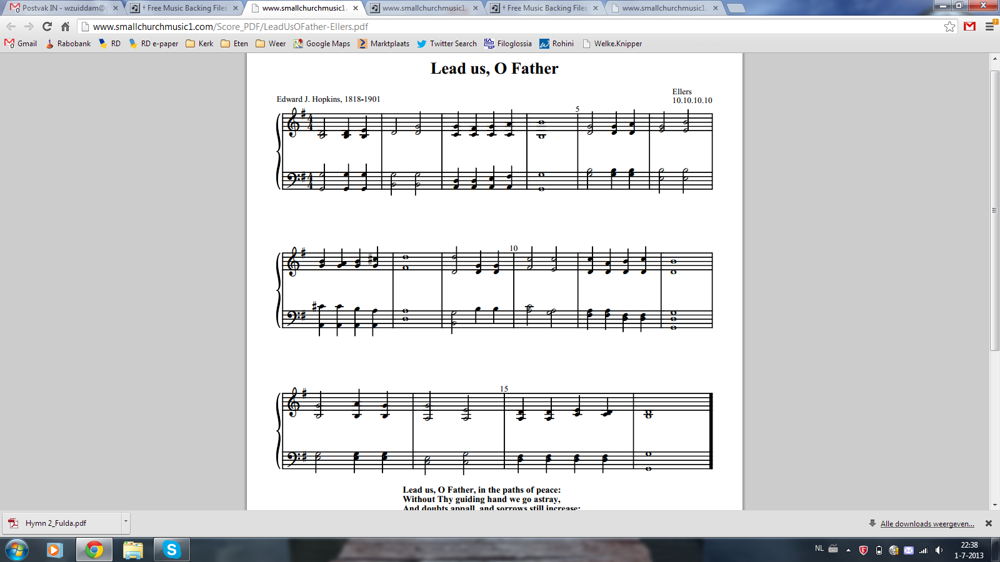 Postvak IN - wzuiddam@
† Free Music Backing Files
www.smallchurchmusic1.
www.smallchurchmusic1.
† Free Music Backing Files
www.smallchurchmusic1.
www.smallchurchmusic1.com/Score_PDF/LeadUsOFather-Ellers.pdf
Gmail Rabobank RD RD e-paper Kerk Eten Weer Google Maps Marktplaats Twitter Search Filoglossia Rohini Welke.Knipper
Lead us, O Father
Edward J. Hopkins, 1818-1901
Ellers
10.10.10.10
5
10
15
Lead us, O Father, in the paths of peace:
Without Thy guiding hand we go astray,
And doubts appall, and sorrows still increase;
Hymn 2_Fulda.pdf
Alle downloads weergeven...
NL
22:38
1-7-2013